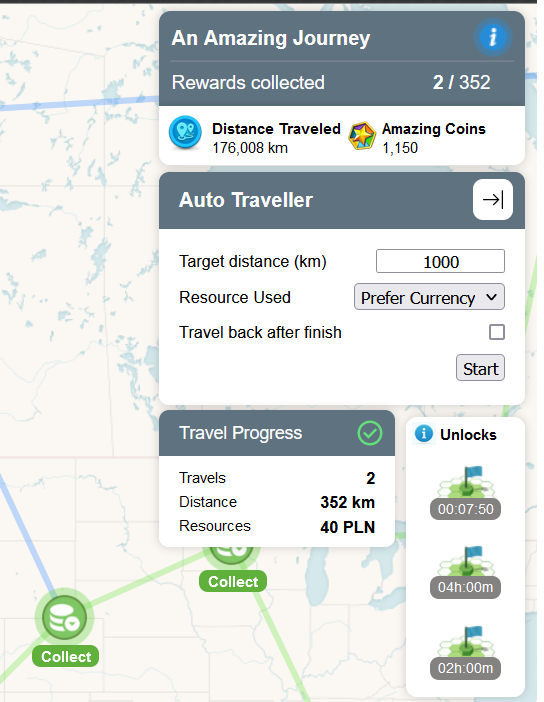 An Amazing Journey
Rewards collected 2 / 352
Distance Traveled
176,008 km
Amazing Coins
1,150
Auto Traveller
Target distance (km) 1000
Resource Used Prefer Currency
Travel back after finish
Start
Travel Progress
Travels 2
Distance 352 km
Resources 40 PLN
Unlocks
00:07:50
04h:00m
02h:00m
Collect
Collect